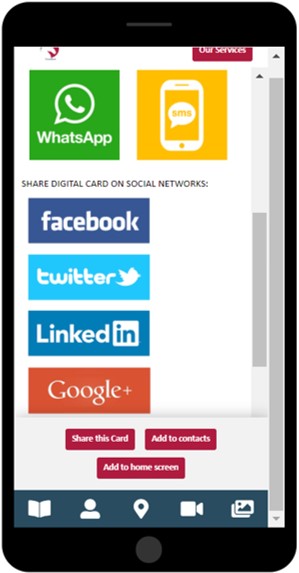 Our Services
WhatsApp
sms
SHARE DIGITAL CARD ON SOCIAL NETWORKS:
facebook
twitter
Linked in
Google+
Share this Card
Add to contacts
Add to home screen